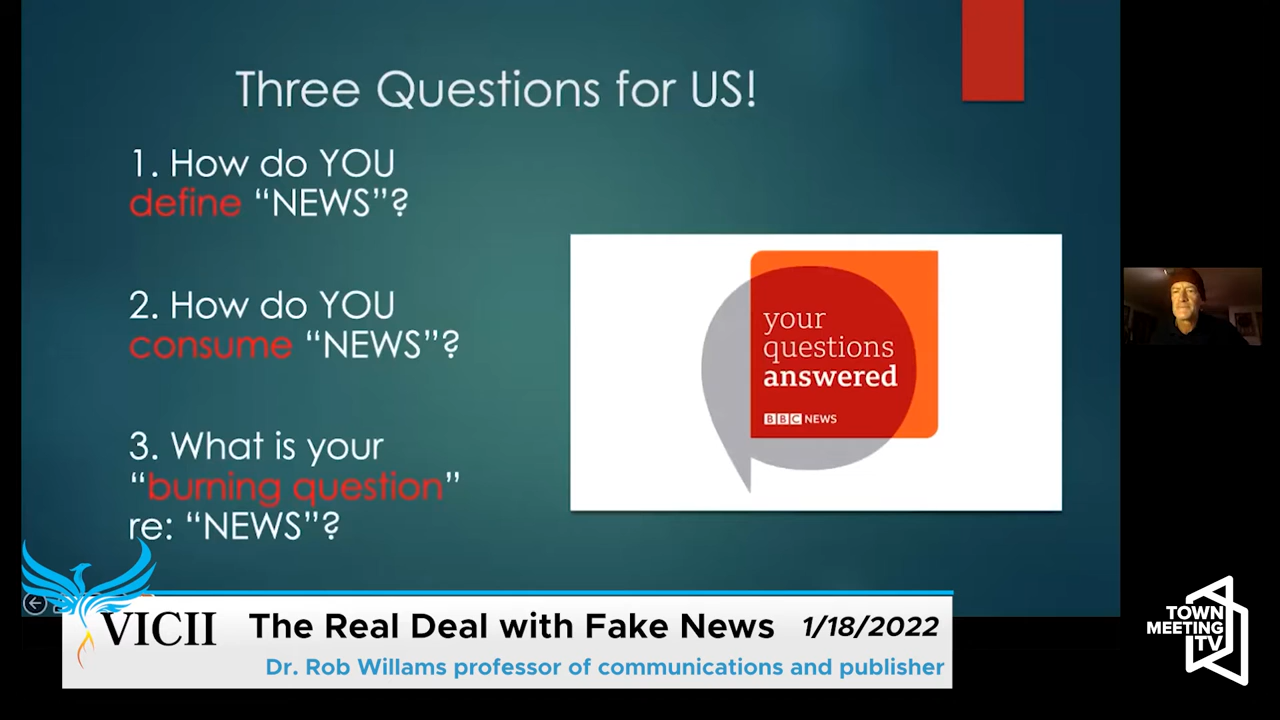 Three Questions for US!
1. How do YOU
define “NEWS”?
2. How do YOU
consume “NEWS”?
3. What is your
“burning question”
re: “NEWS”?
your
questions
answered
BBC NEWS
VICII
The Real Deal with Fake News 1/18/2022
Dr. Rob Willams professor of communications and publisher
TOWN
MEETING
TV